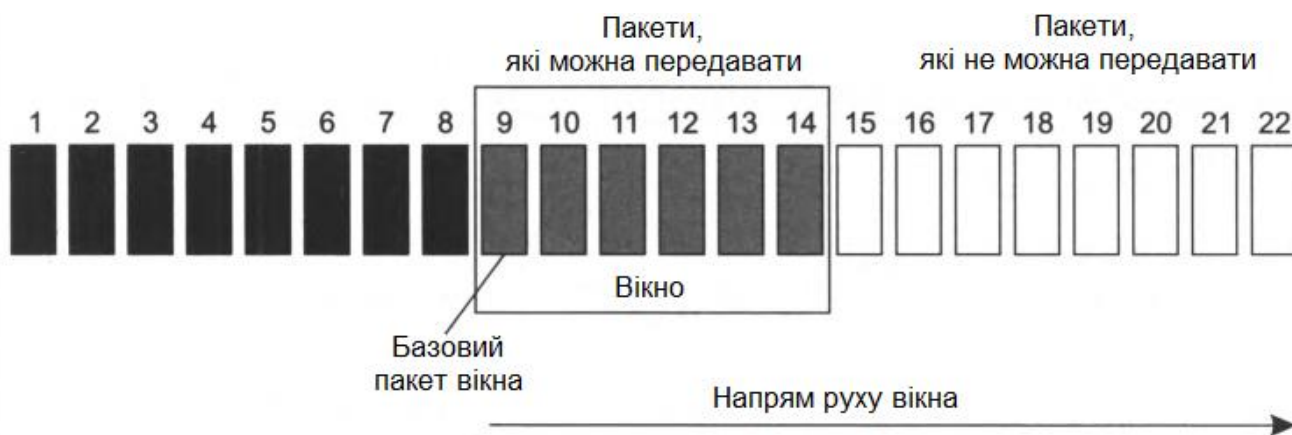 Пакети,
які можна передавати
Пакети,
які не можна передавати
1 2 3 4 5 6 7 8 9 10 11 12 13 14 15 16 17 18 19 20 21 22
Вікно
Базовий
пакет вікна
Напрям руху вікна